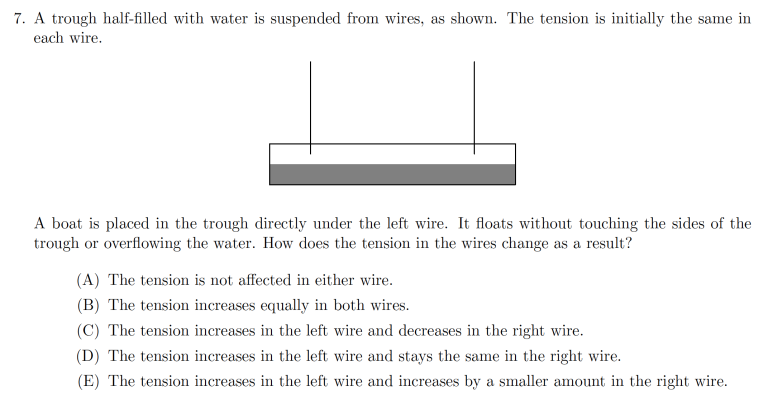 7. A trough half-filled with water is suspended from wires, as shown. The tension is initially the same in
each wire.
A boat is placed in the trough directly under the left wire. It floats without touching the sides of the
trough or overflowing the water. How does the tension in the wires change as a result?
(A) The tension is not affected in either wire.
(B) The tension increases equally in both wires.
(C) The tension increases in the left wire and decreases in the right wire.
(D) The tension increases in the left wire and stays the same in the right wire.
(E) The tension increases in the left wire and increases by a smaller amount in the right wire.